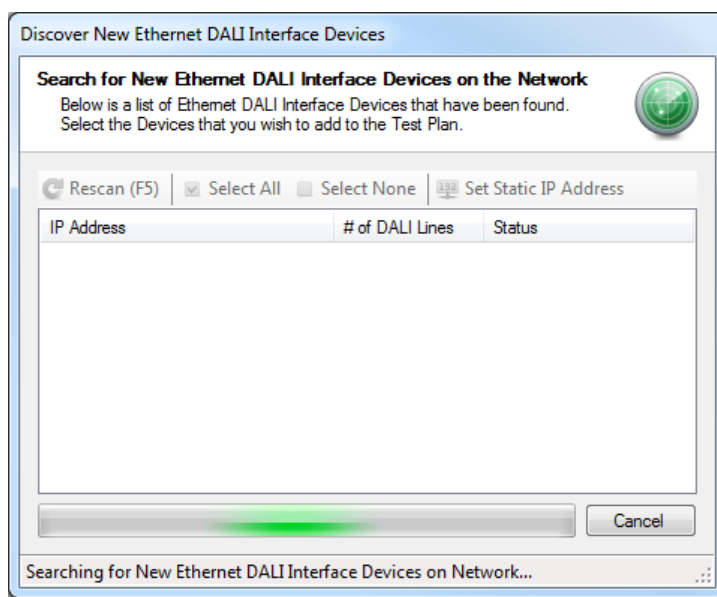 Discover New Ethernet DALI Interface Devices
Search for New Ethernet DALI Interface Devices on the Network
Below is a list of Ethernet DALI Interface Devices that have been found.
Select the Devices that you wish to add to the Test Plan.
Rescan (F5) Select All Select None 192 Set Static IP Address
IP Address # of DALI Lines Status
Cancel
Searching for New Ethernet DALI Interface Devices on Network...